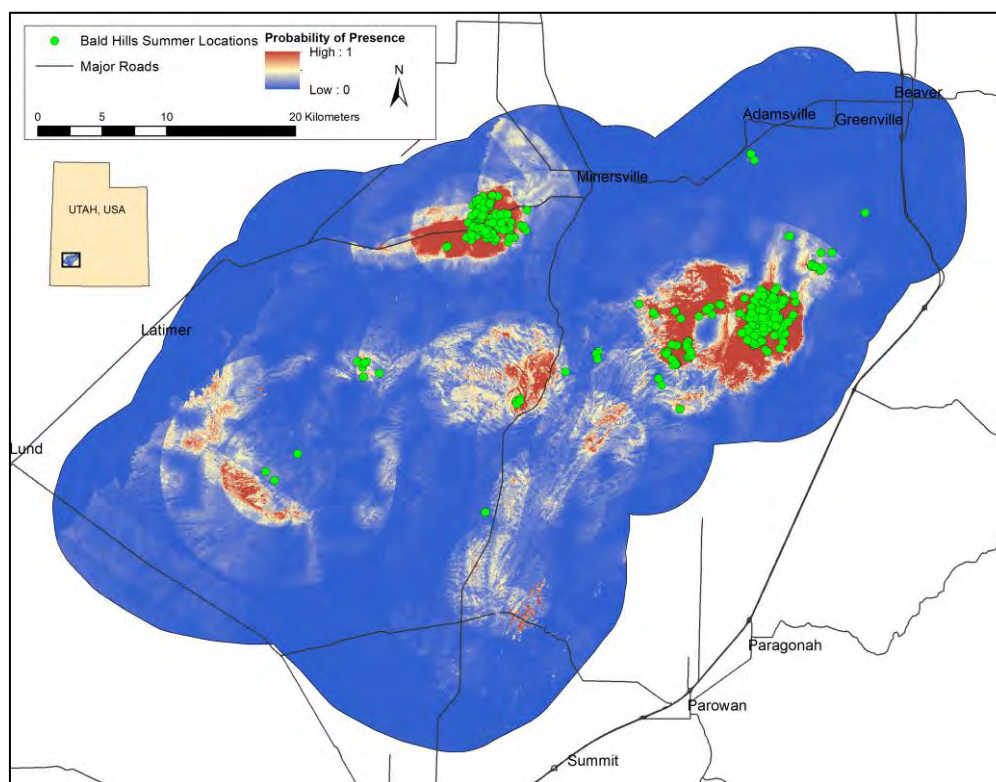 Bald Hills Summer Locations
Major Roads
Probability of Presence
High : 1
Low : 0
N
0 5 10 20 Kilometers
UTAH, USA
Beaver
Adamsville
Greenville
Minersville
Latimer
Lund
Paragonah
Parowan
Summit